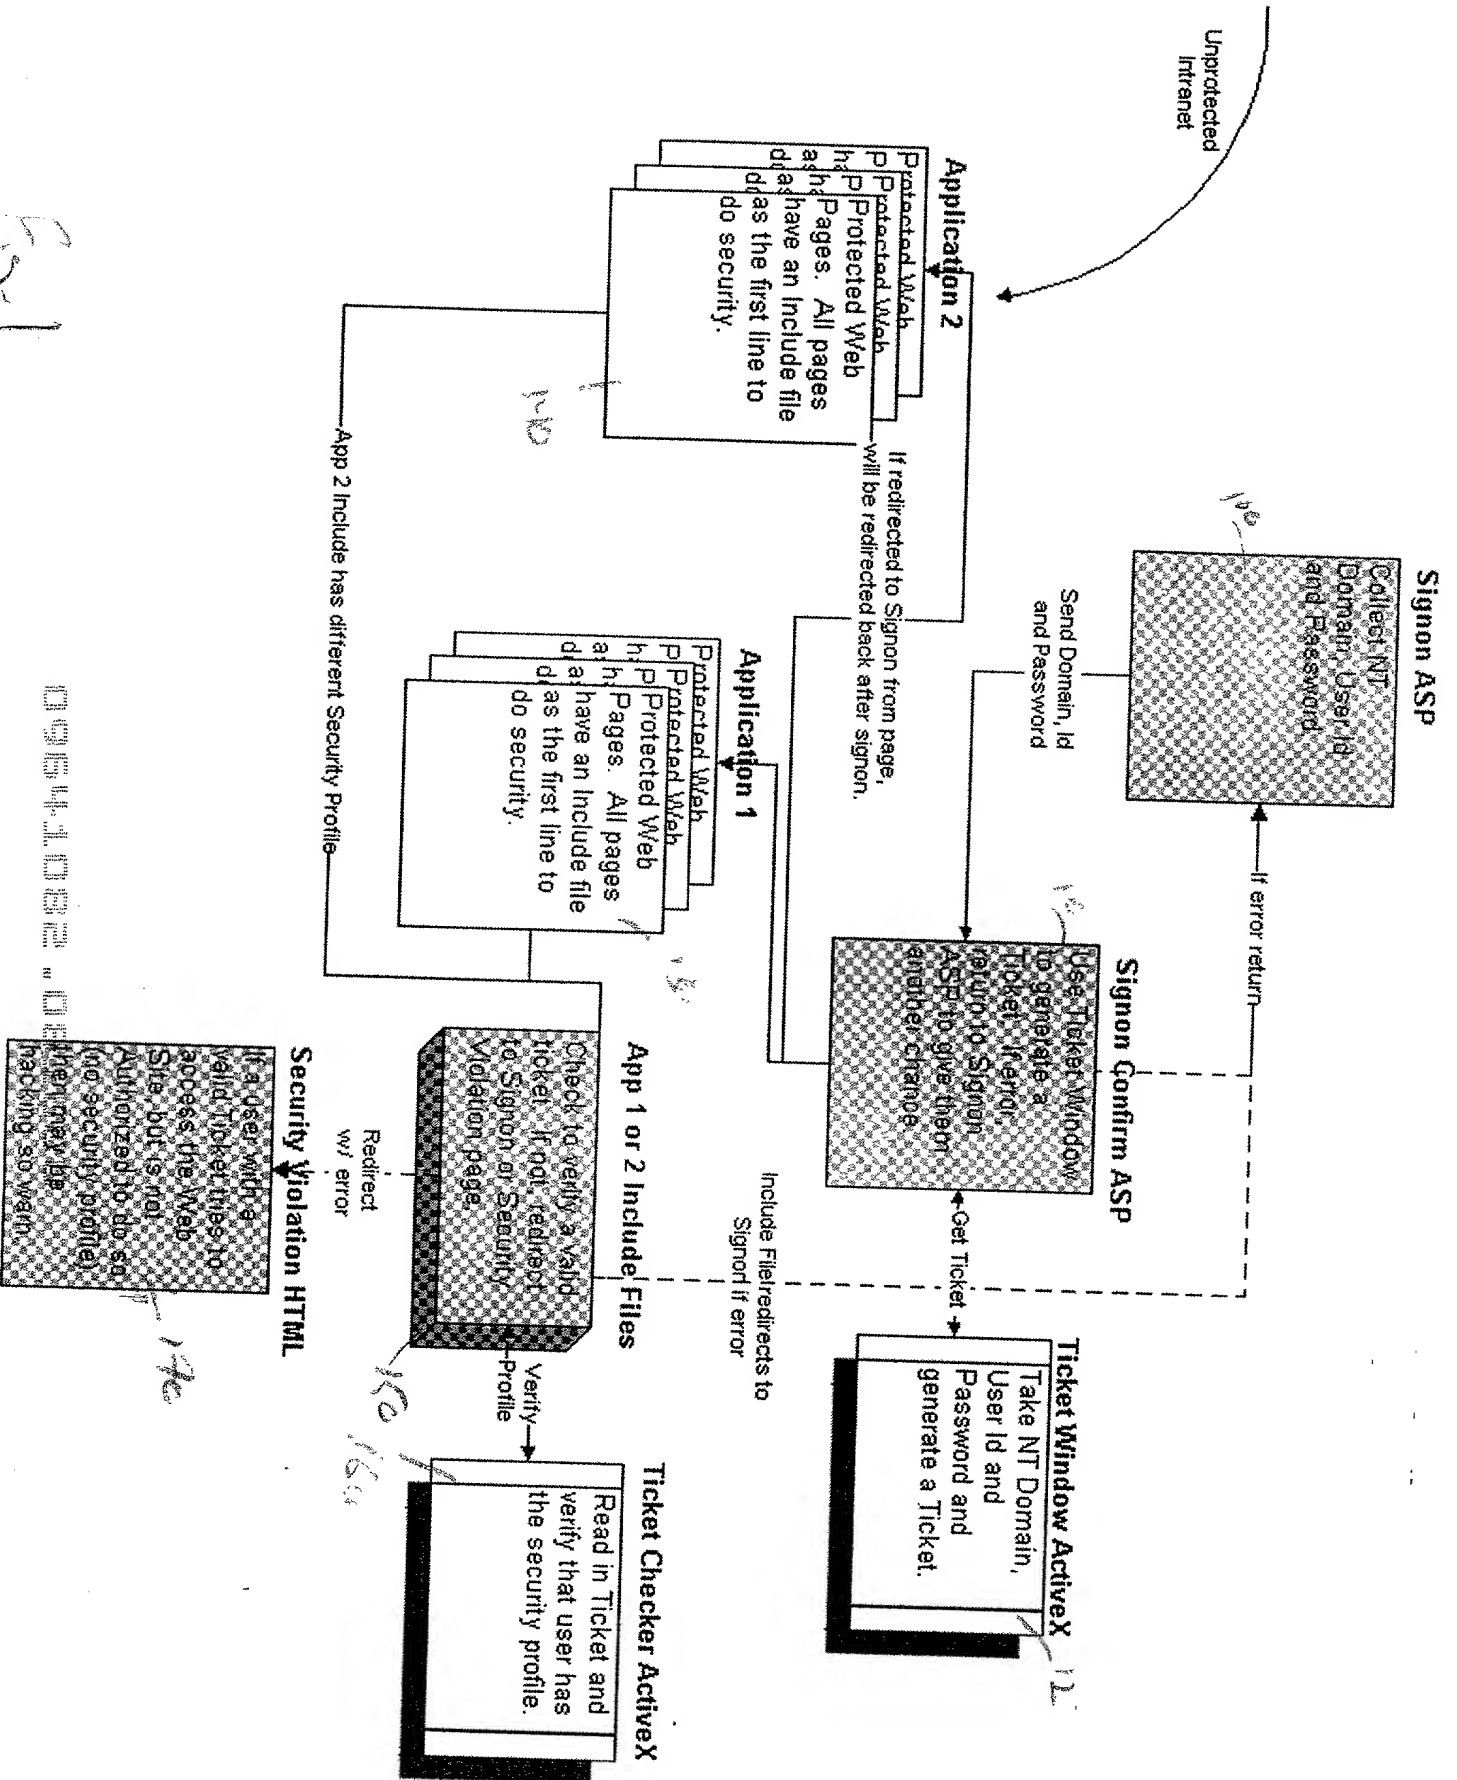 Unprotected
Intranet
Signon ASP
Collect NT
Domain, User Id
and Password
Send Domain, Id
and Password
If error return
Signon Confirm ASP
Use Ticket Window
to generate a
Ticket. If error,
return to Signon
ASP to give them
another chance
Get Ticket
Ticket Window ActiveX
Take NT Domain,
User Id and
Password and
generate a Ticket.
12
Application 2
Protected Web
Protected Web
Protected Web
Pages. All pages
have an Include file
as the first line to
do security.
If redirected to Signon from page,
will be redirected back after signon.
Application 1
Protected Web
Protected Web
Protected Web
Pages. All pages
have an Include file
as the first line to
do security.
App 2 Include has different Security Profile
App 1 or 2 Include Files
Check to verify a valid
ticket. If not, redirect
to Signon or Security
Violation page.
Include File redirects to
Signon if error
Verify
Profile
Ticket Checker ActiveX
Read in Ticket and
verify that user has
the security profile.
Redirect
w/ error
Security Violation HTML
If a user with a
valid Ticket tries to
access the Web
Site, but is not
Authorized to do so
(no security profile)
then may be
hacking so warn.